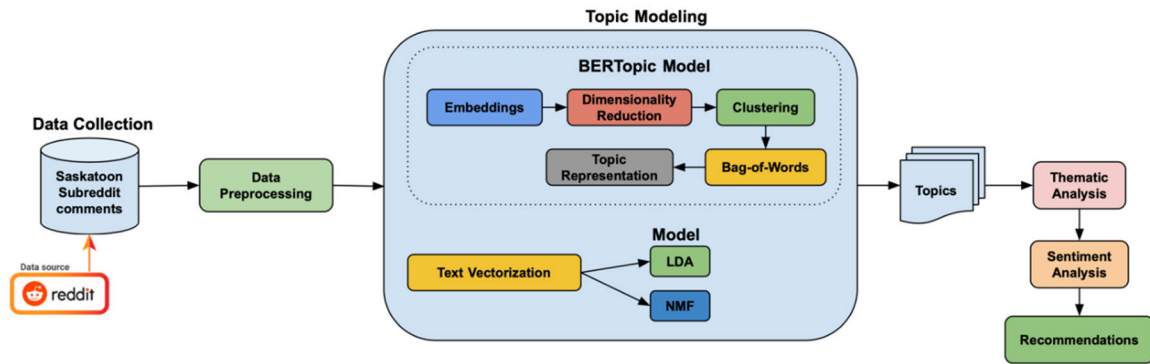 Topic Modeling
BERTopic Model
Embeddings
Dimensionality
Reduction
Clustering
Topic
Representation
Bag-of-Words
Data Collection
Saskatoon
Subreddit
comments
Data
Preprocessing
Data source
reddit
Model
Text Vectorization
LDA
NMF
Topics
Thematic
Analysis
Sentiment
Analysis
Recommendations